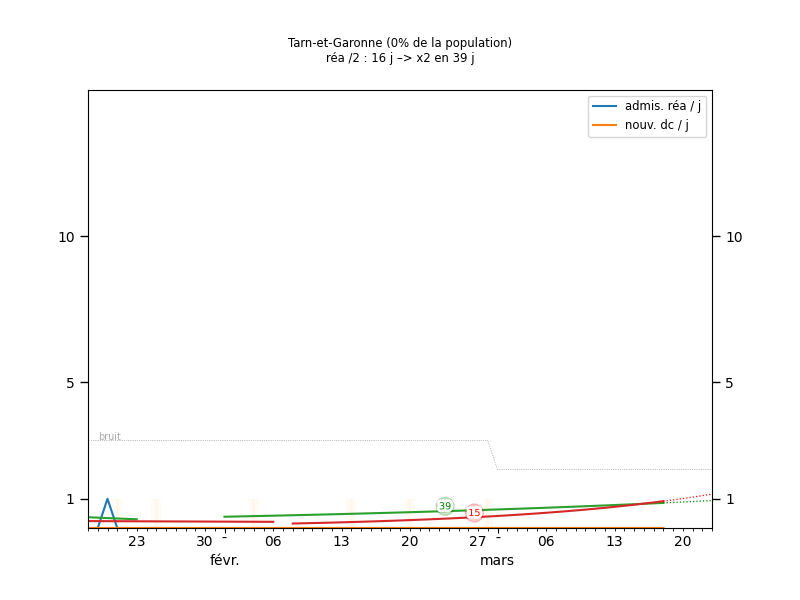 Tarn-et-Garonne (0% de la population)
réa /2 : 16 j –> x2 en 39 j
admis. réa / j
nouv. dc / j
10
10
5
5
bruit
1
1
39
15
23
30
-
06
13
20
27
-
06
13
20
févr.
mars